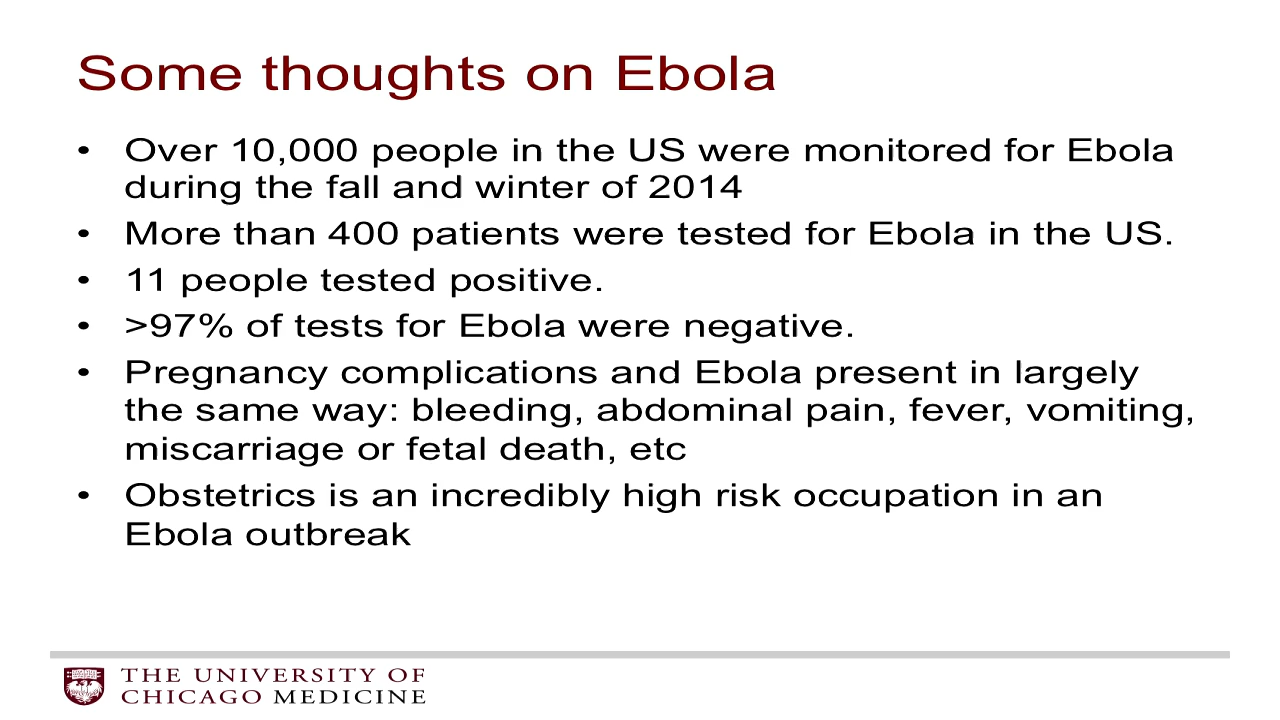 Some thoughts on Ebola
• Over 10,000 people in the US were monitored for Ebola
during the fall and winter of 2014
• More than 400 patients were tested for Ebola in the US.
• 11 people tested positive.
• >97% of tests for Ebola were negative.
• Pregnancy complications and Ebola present in largely
the same way: bleeding, abdominal pain, fever, vomiting,
miscarriage or fetal death, etc
• Obstetrics is an incredibly high risk occupation in an
Ebola outbreak
THE UNIVERSITY OF
CHICAGO MEDICINE